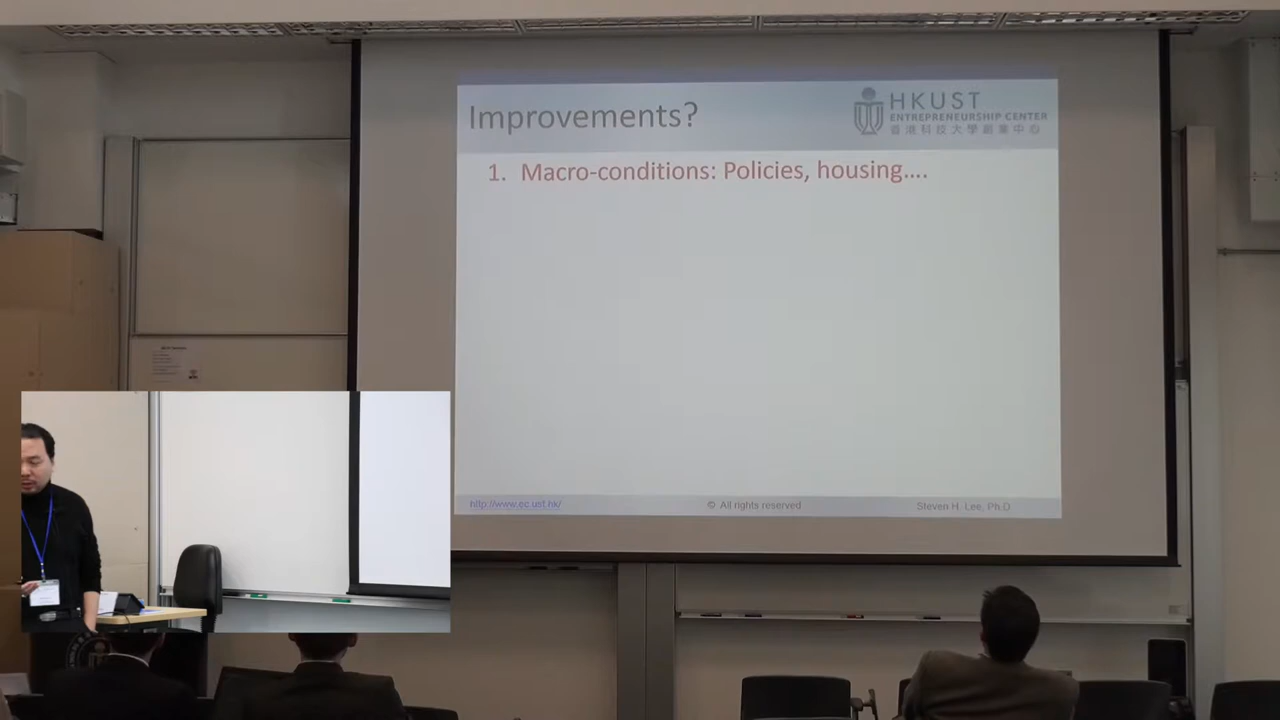 Improvements?
HKUST
ENTREPRENEURSHIP CENTER
香港科技大學創業中心
1. Macro-conditions: Policies, housing....
http://www.ec.ust.hk/
© All rights reserved
Steven H. Lee, Ph.D